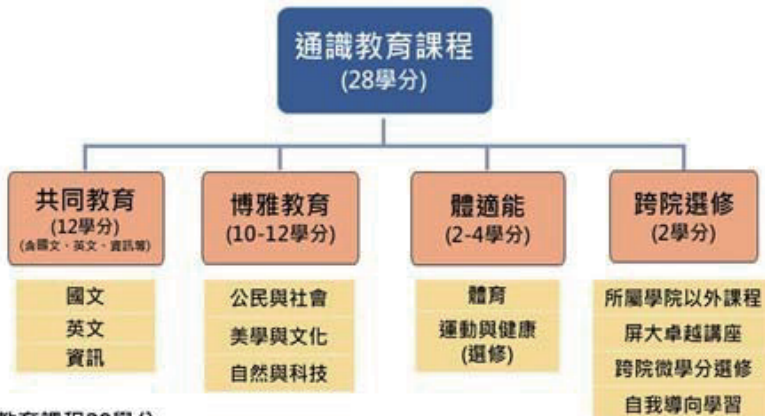 通識教育課程
(28學分)
共同教育
(12學分)
(含國文、英文、資訊等)
國文
英文
資訊
博雅教育
(10-12學分)
公民與社會
美學與文化
自然與科技
體適能
(2-4學分)
體育
運動與健康
(選修)
跨院選修
(2學分)
所屬學院以外課程
屏大卓越講座
跨院微學分選修
自我導向學習